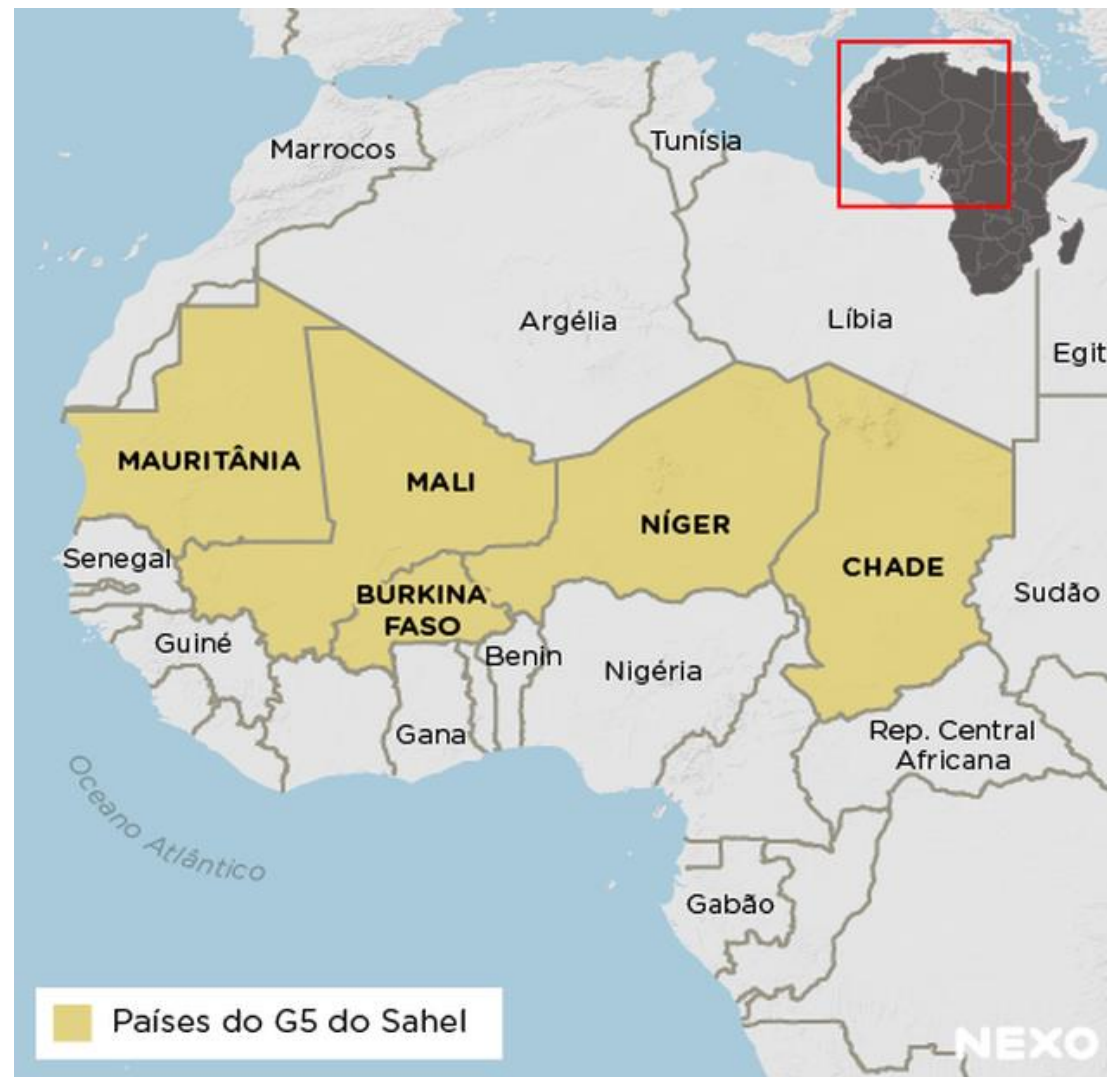 Marrocos
Tunísia
Argélia
Líbia
Egit
MAURITÂNIA
MALI
NÍGER
CHADE
Senegal
BURKINA
FASO
Sudão
Guiné
Benin
Nigéria
Gana
Rep. Central
Africana
Oceano Atlântico
Gabão
Países do G5 do Sahel
NEXO